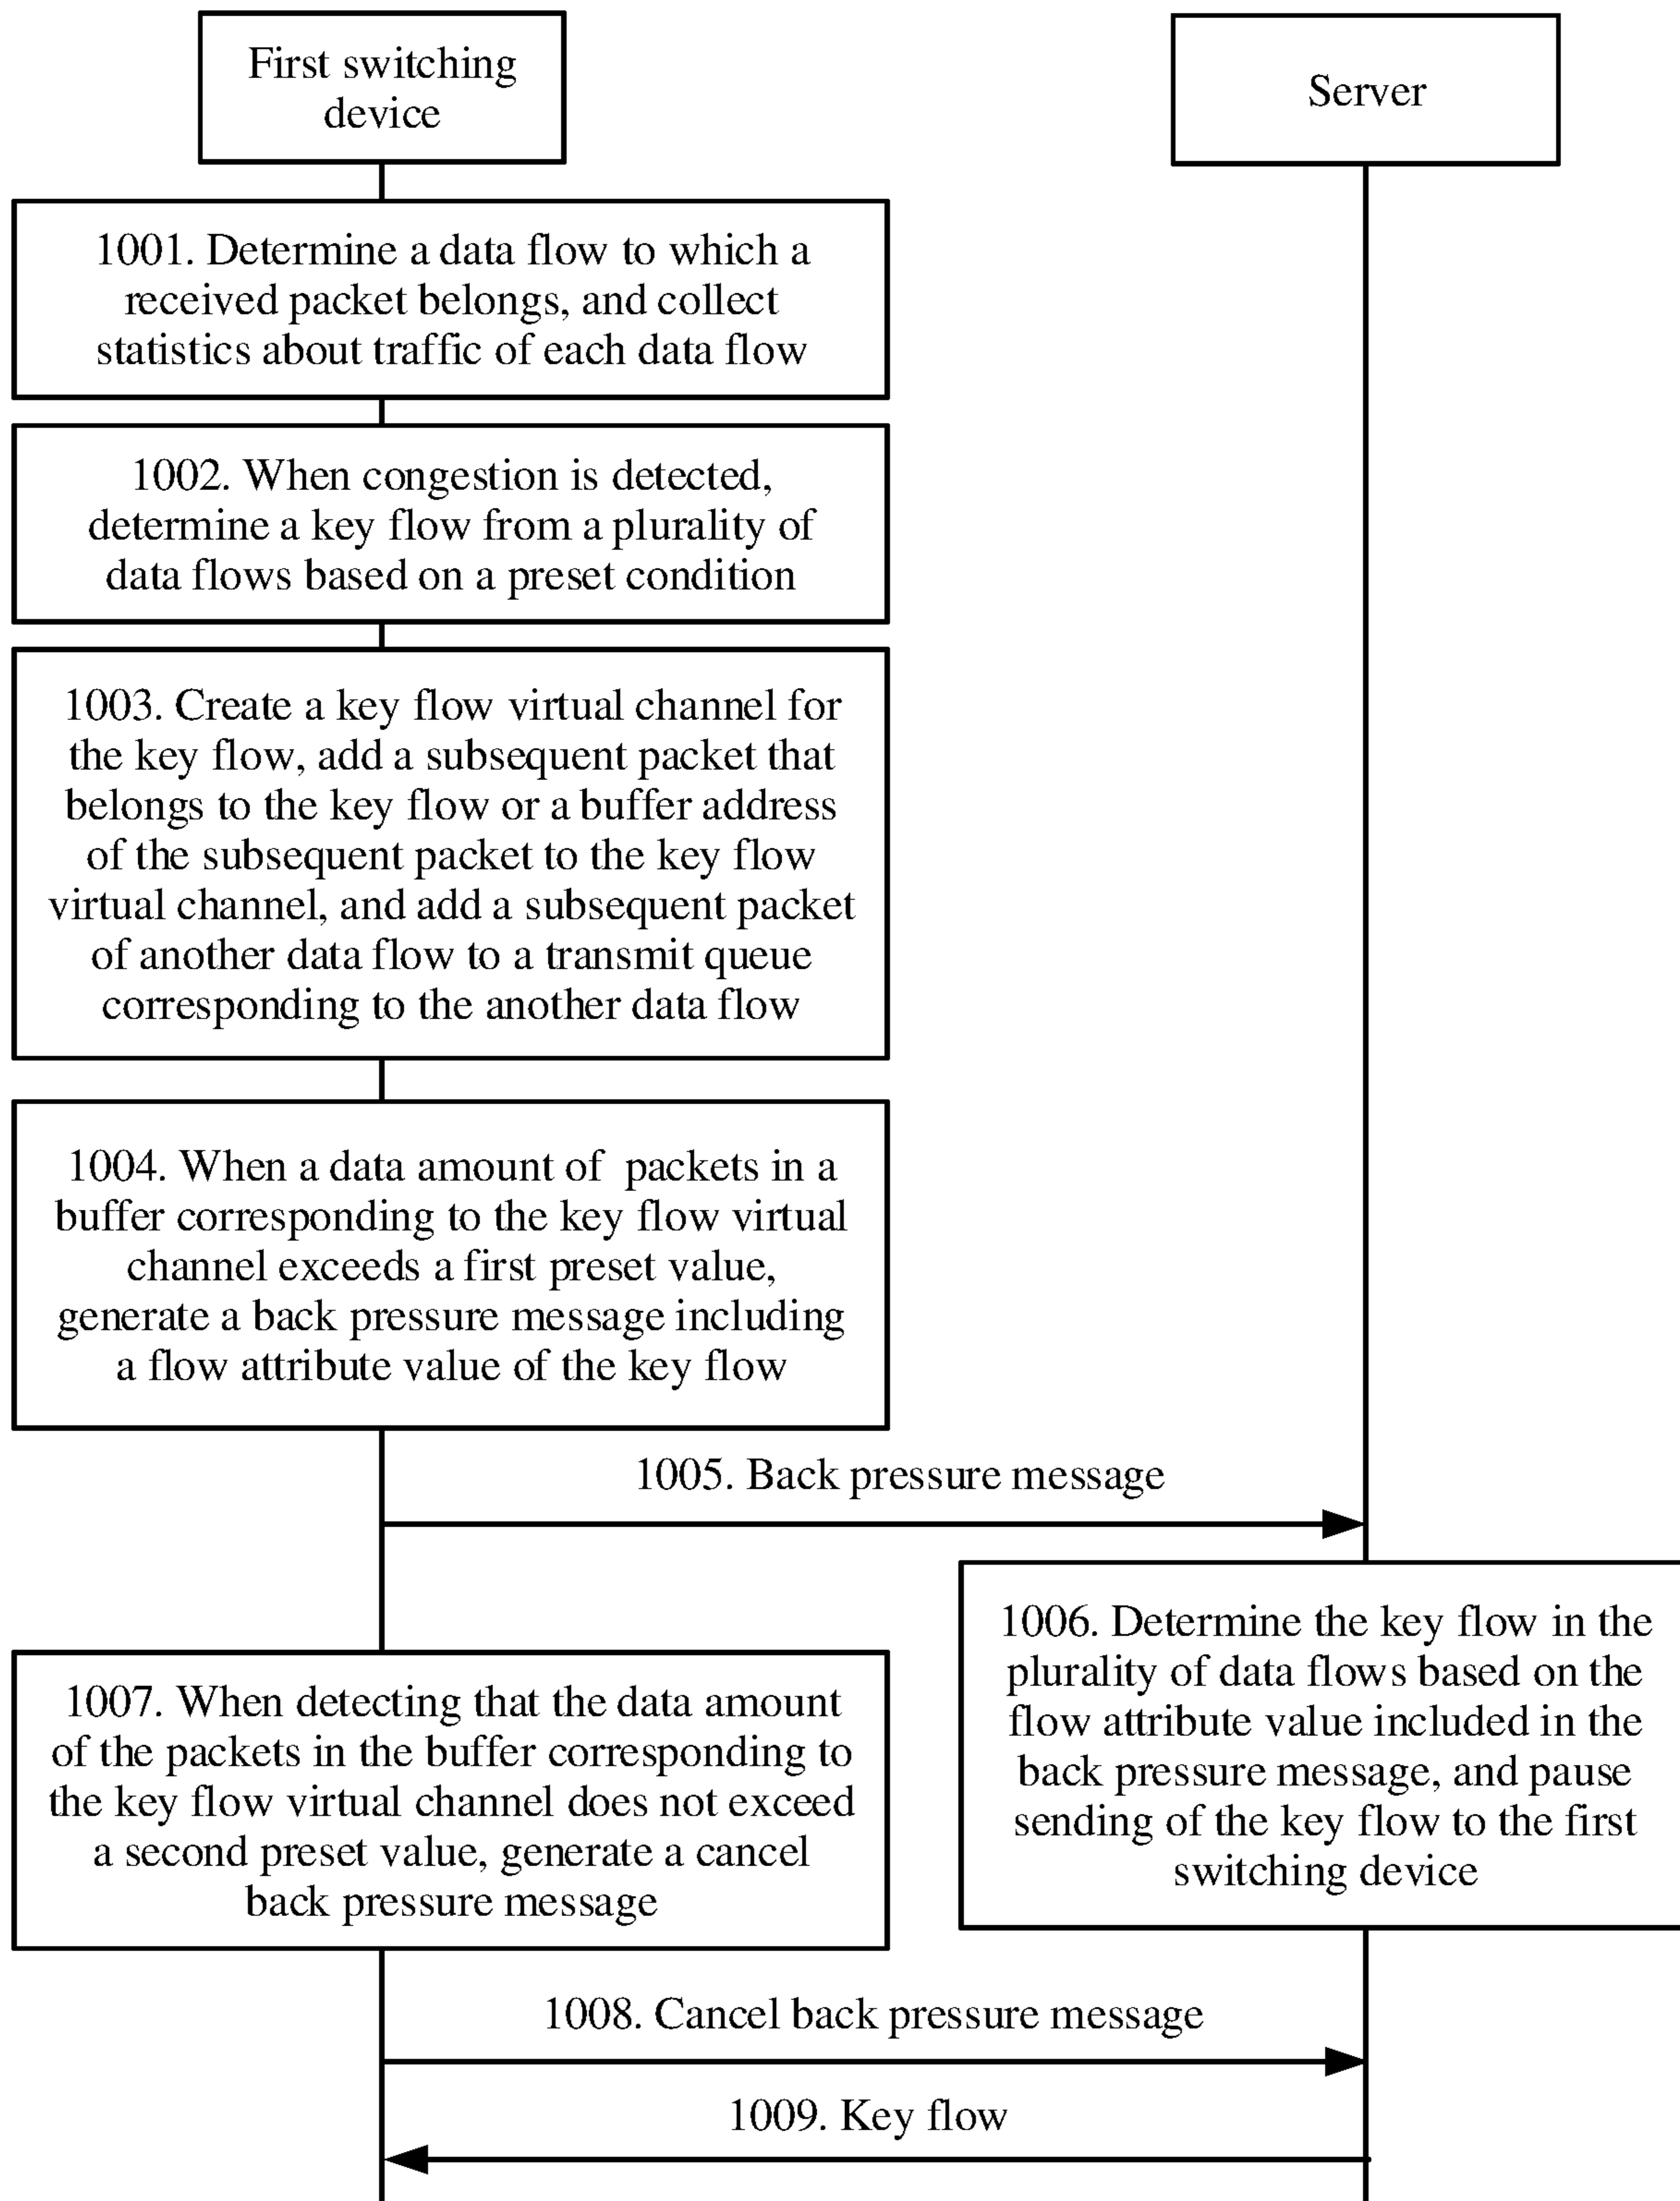 First switching
device
Server
1001. Determine a data flow to which a
received packet belongs, and collect
statistics about traffic of each data flow
1002. When congestion is detected,
determine a key flow from a plurality of
data flows based on a preset condition
1003. Create a key flow virtual channel for
the key flow, add a subsequent packet that
belongs to the key flow or a buffer address
of the subsequent packet to the key flow
virtual channel, and add a subsequent packet
of another data flow to a transmit queue
corresponding to the another data flow
1004. When a data amount of packets in a
buffer corresponding to the key flow virtual
channel exceeds a first preset value,
generate a back pressure message including
a flow attribute value of the key flow
1005. Back pressure message
1006. Determine the key flow in the
plurality of data flows based on the
flow attribute value included in the
back pressure message, and pause
sending of the key flow to the first
switching device
1007. When detecting that the data amount
of the packets in the buffer corresponding to
the key flow virtual channel does not exceed
a second preset value, generate a cancel
back pressure message
1008. Cancel back pressure message
1009. Key flow